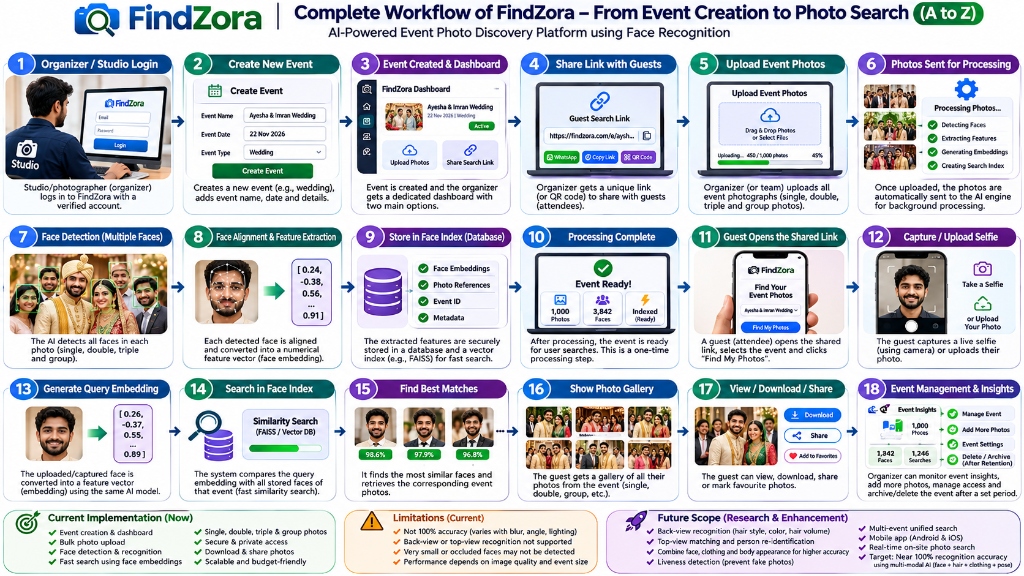 FindZora
Complete Workflow of FindZora – From Event Creation to Photo Search (A to Z)
AI-Powered Event Photo Discovery Platform using Face Recognition
1 Organizer / Studio Login
FindZora
Email
Password
Login
Studio
Studio/photographer (organizer)
logs in to FindZora with a
verified account.
2 Create New Event
Create Event
Event Name Ayesha & Imran Wedding
Event Date 22 Nov 2026
Event Type Wedding
Create Event
Creates a new event (e.g., wedding),
adds event name, date and details.
3 Event Created & Dashboard
FindZora Dashboard
Ayesha & Imran Wedding
22 Nov 2026 | Wedding
Active
Upload Photos
Share Search Link
Event is created and the organizer
gets a dedicated dashboard with
two main options.
4 Share Link with Guests
Guest Search Link
https://findzora.com/e/aysh...
WhatsApp
Copy Link
QR Code
Organizer gets a unique link
(or QR code) to share with guests
(attendees).
5 Upload Event Photos
Upload Event Photos
Drag & Drop Photos
or Select Files
Uploading... 450 / 1,000 photos 45%
Organizer (or team) uploads all
event photographs (single, double,
triple and group photos).
6 Photos Sent for Processing
Processing Photos...
Detecting Faces
Extracting Features
Generating Embeddings
Creating Search Index
Once uploaded, the photos are
automatically sent to the AI engine
for background processing.
7 Face Detection (Multiple Faces)
The AI detects all faces in each
photo (single, double, triple
and group).
8 Face Alignment & Feature Extraction
[ 0.24,
-0.38,
0.56,
...
0.91 ]
Each detected face is aligned
and converted into a numerical
feature vector (face embedding).
9 Store in Face Index (Database)
Face Embeddings
Photo References
Event ID
Metadata
The extracted features are securely
stored in a database and a vector
index (e.g., FAISS) for fast search.
10 Processing Complete
Event Ready!
1,000
Photos
3,842
Faces
Indexed
(Ready)
After processing, the event is ready
for user searches. This is a one-time
processing step.
11 Guest Opens the Shared Link
FindZora
Find Your
Event Photos
Ayesha & Imran Wedding
Find My Photos
A guest (attendee) opens the shared
link, selects the event and clicks
"Find My Photos".
12 Capture / Upload Selfie
Take a Selfie
or Upload
Your Photo
The guest captures a live selfie
(using camera) or uploads their
photo.
13 Generate Query Embedding
[ 0.26,
-0.37,
0.55,
...
0.89 ]
The uploaded/captured face is
converted into a feature vector
(embedding) using the same AI model.
14 Search in Face Index
Similarity Search
(FAISS / Vector DB)
The system compares the query
embedding with all stored faces of
that event (fast similarity search).
15 Find Best Matches
98.6%
97.9%
96.8%
...
It finds the most similar faces and
retrieves the corresponding event
photos.
16 Show Photo Gallery
The guest gets a gallery of all their
photos from the event (single,
double, group, etc.).
17 View / Download / Share
Download
Share
Add to Favorites
The guest can view, download, share
or mark favourite photos.
18 Event Management & Insights
Event Insights
1,000
Photos
1,842
Faces
1,246
Searches
Manage Event
Add More Photos
Event Settings
Delete / Archive
(After Retention)
Organizer can monitor event insights,
add more photos, manage access and
archive/delete the event after a set period.
Current Implementation (Now)
Event creation & dashboard
Bulk photo upload
Face detection & recognition
Fast search using face embeddings
Single, double, triple & group photos
Secure & private access
Download & share photos
Scalable and budget-friendly
Limitations (Current)
Not 100% accuracy (varies with blur, angle, lighting)
Back-view or top-view recognition not supported
Very small or occluded faces may not be detected
Performance depends on image quality and event size
Future Scope (Research & Enhancement)
Back-view recognition (hair style, color, hair volume)
Top-view matching and person re-identification
Combine face, clothing and body appearance for higher accuracy
Liveness detection (prevent fake photos)
Multi-event unified search
Mobile app (Android & iOS)
Real-time on-site photo search
Target: Near 100% recognition accuracy
using multi-modal AI (face + hair + clothing + pose)